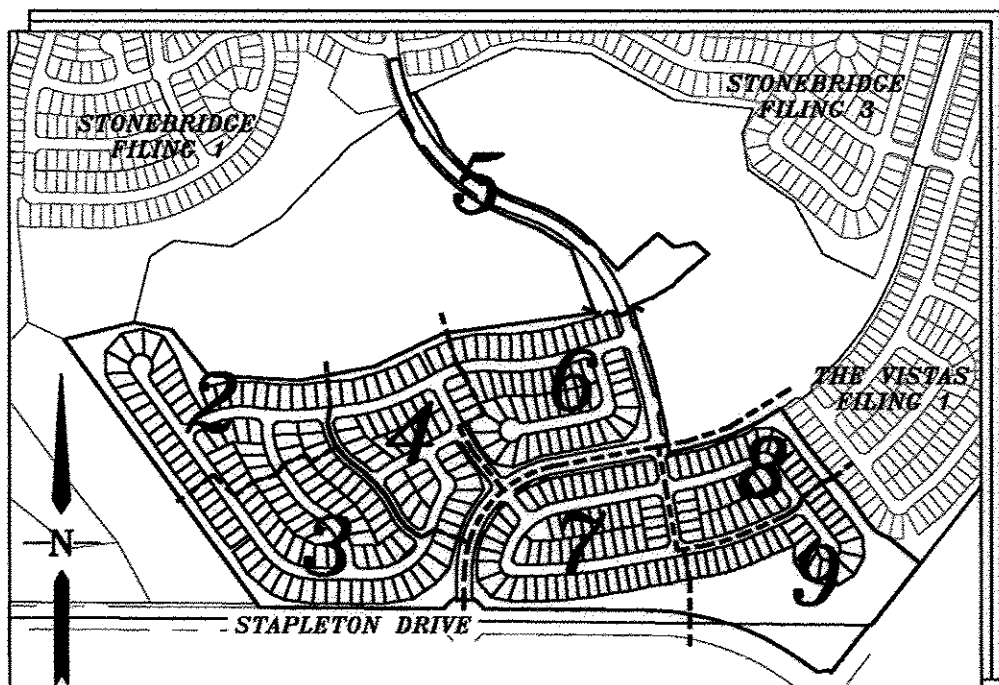 STONEBRIDGE
FILING 1
STONEBRIDGE
FILING 3
5
THE VISTAS
FILING 1
2
4
6
8
3
7
9
N
STAPLETON DRIVE